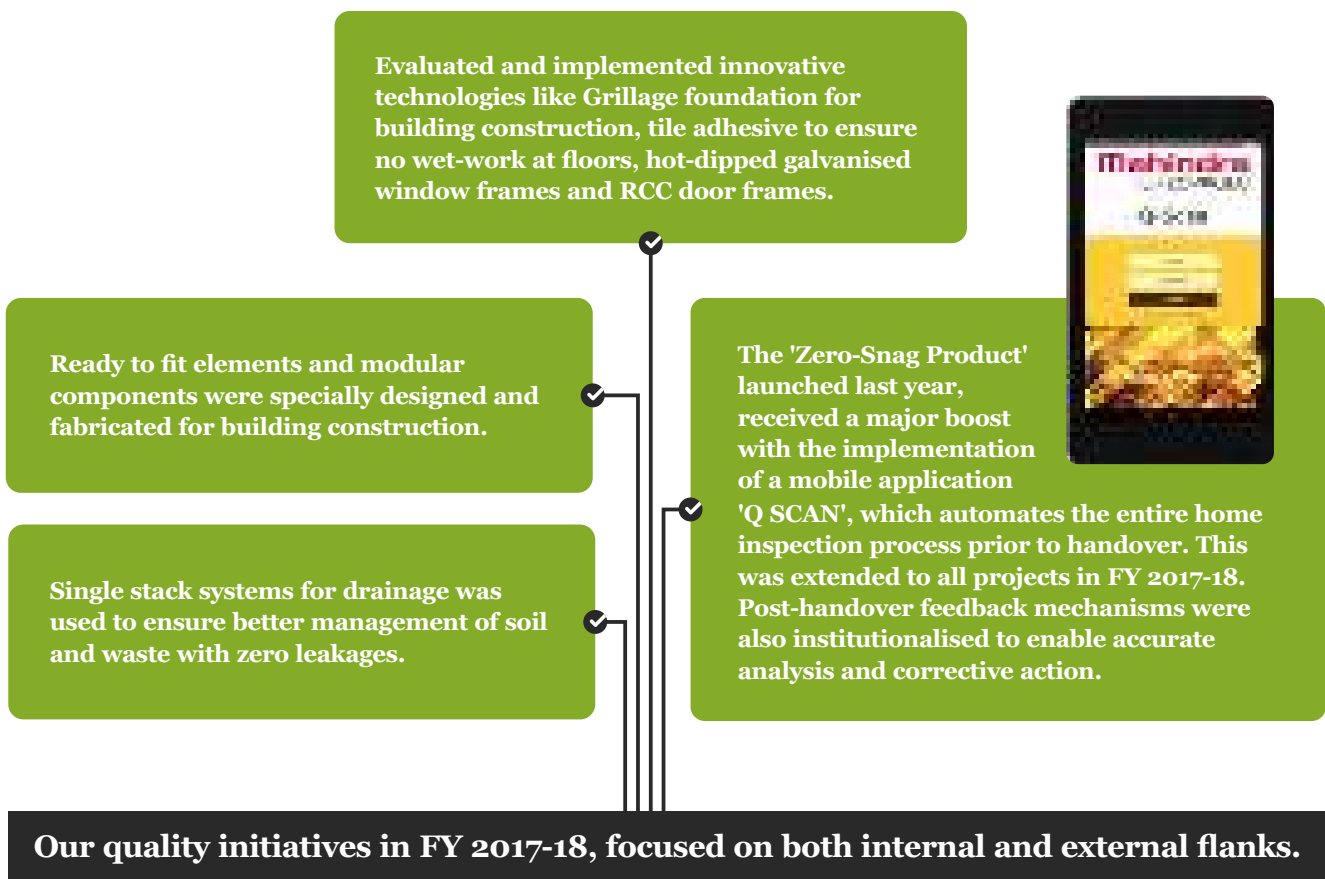 Evaluated and implemented innovative
technologies like Grillage foundation for
building construction, tile adhesive to ensure
no wet-work at floors, hot-dipped galvanised
window frames and RCC door frames.
Mahindra
Ready to fit elements and modular
components were specially designed and
fabricated for building construction.
The 'Zero-Snag Product'
launched last year,
received a major boost
with the implementation
of a mobile application
'Q SCAN', which automates the entire home
inspection process prior to handover. This
was extended to all projects in FY 2017-18.
Post-handover feedback mechanisms were
also institutionalised to enable accurate
analysis and corrective action.
Single stack systems for drainage was
used to ensure better management of soil
and waste with zero leakages.
Our quality initiatives in FY 2017-18, focused on both internal and external flanks.